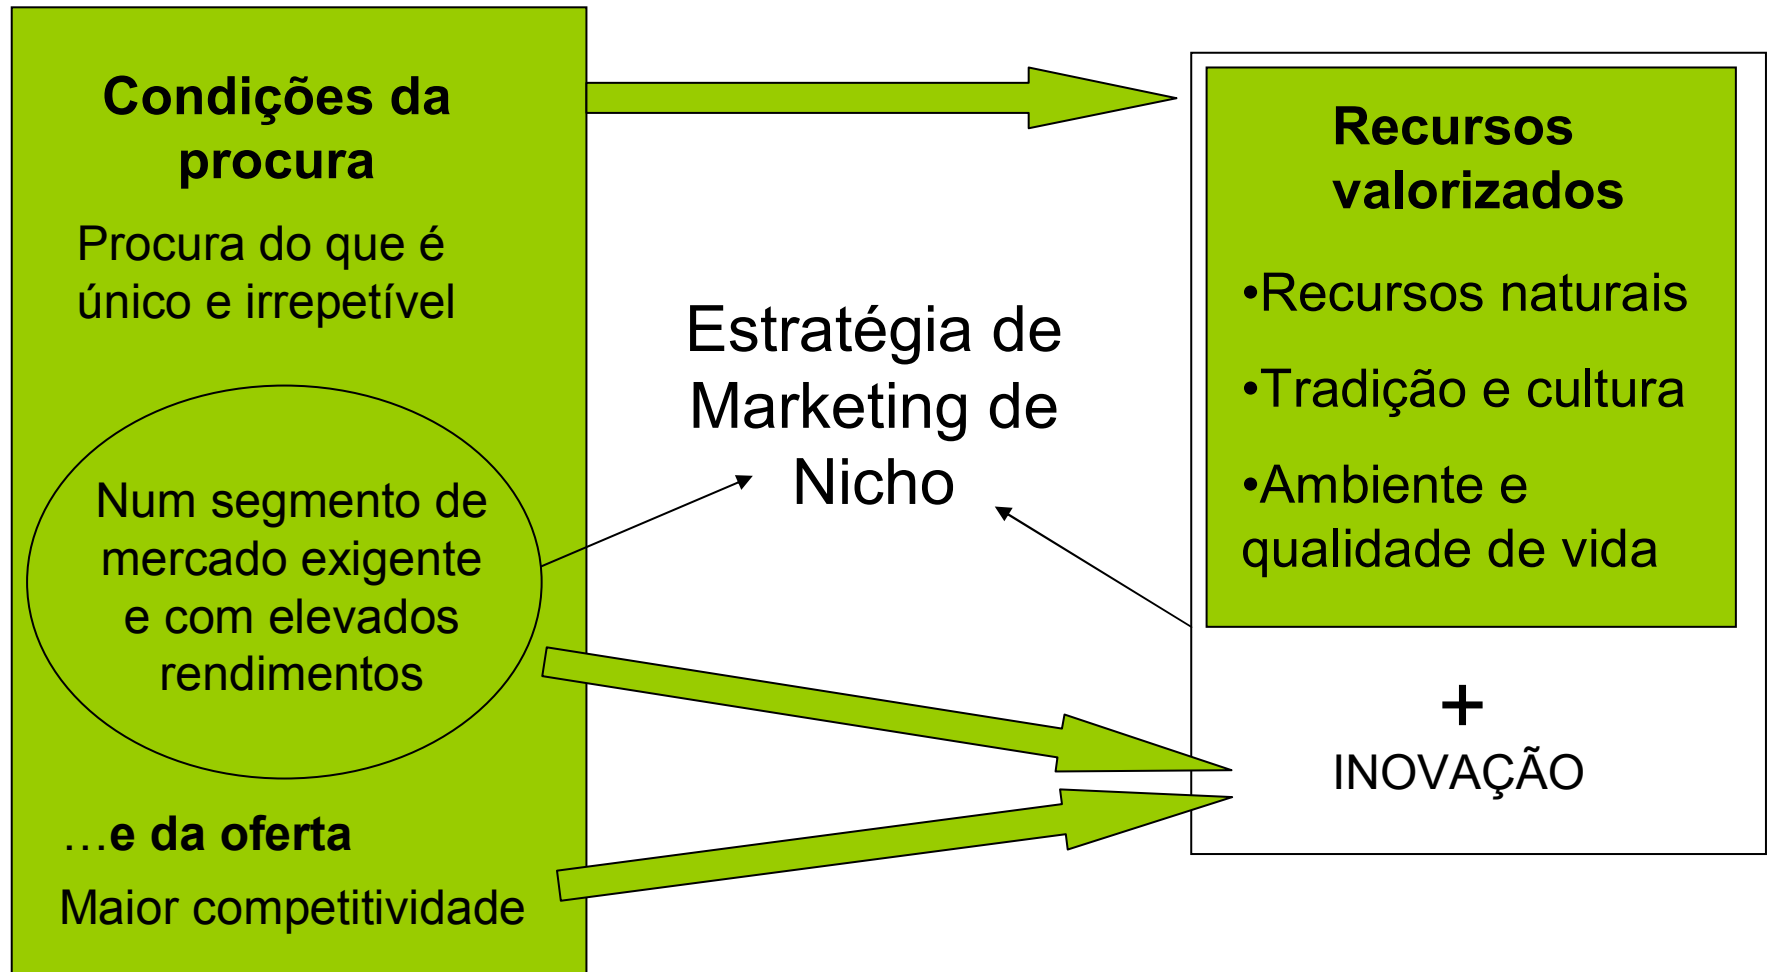 Condições da
procura
Procura do que é
único e irrepetível
Num segmento de
mercado exigente
e com elevados
rendimentos
…e da oferta
Maior competitividade
Estratégia de
Marketing de
Nicho
Recursos
valorizados
•Recursos naturais
•Tradição e cultura
•Ambiente e
qualidade de vida
+
INOVAÇÃO